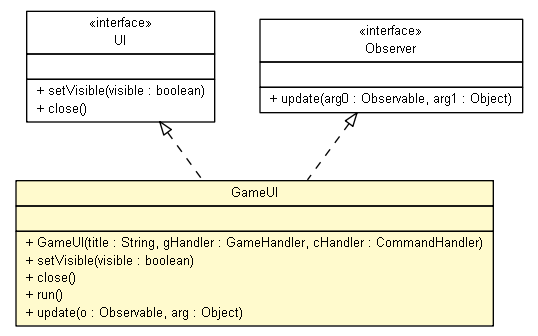 «interface»
UI
+ setVisible(visible : boolean)
+ close()
«interface»
Observer
+ update(arg0 : Observable, arg1 : Object)
GameUI
+ GameUI(title : String, gHandler : GameHandler, cHandler : CommandHandler)
+ setVisible(visible : boolean)
+ close()
+ run()
+ update(o : Observable, arg : Object)